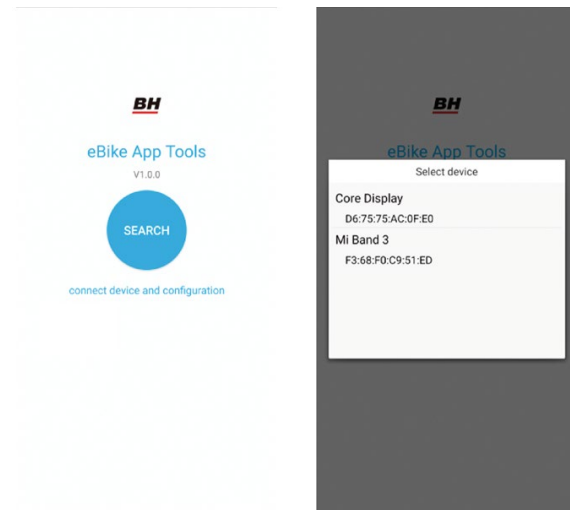 BH
eBike App Tools
V1.0.0
SEARCH
connect device and configuration
BH
eBike App Tools
Select device
Core Display
D6:75:75:AC:0F:E0
Mi Band 3
F3:68:F0:C9:51:ED